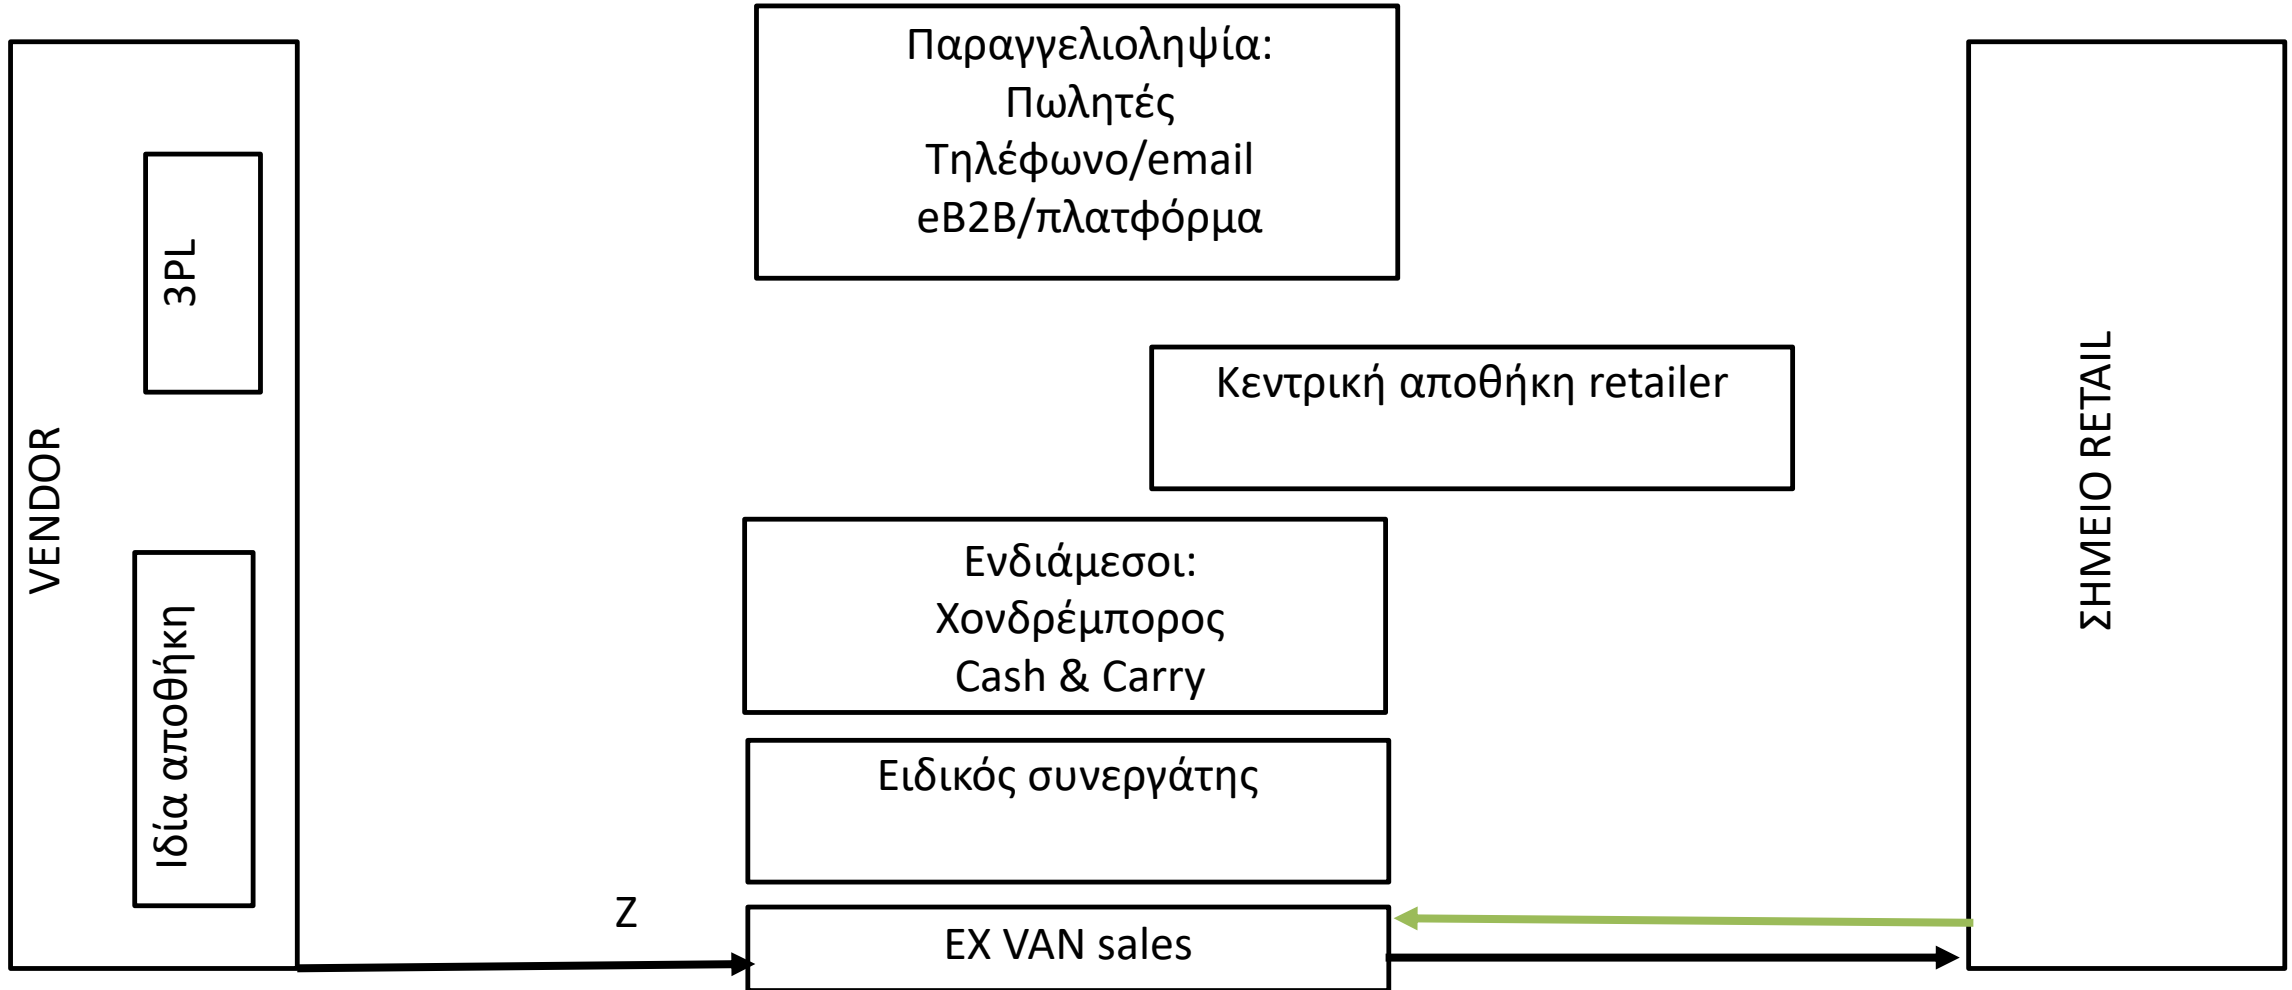 VENDOR
3PL
Ιδία αποθήκη
Παραγγελιοληψία:
Πωλητές
Τηλέφωνο/email
eB2B/πλατφόρμα
Κεντρική αποθήκη retailer
Ενδιάμεσοι:
Χονδρέμπορος
Cash & Carry
Ειδικός συνεργάτης
Ζ
EX VAN sales
ΣΗΜΕΙΟ RETAIL